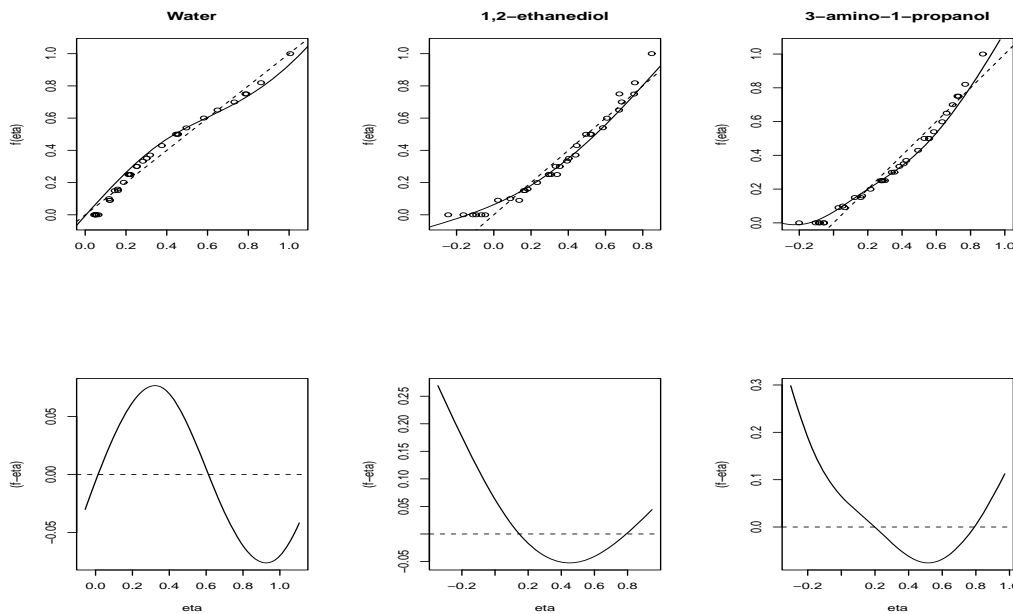 Water
1,2−ethanediol
3−amino−1−propanol
f(eta)
0.0 0.2 0.4 0.6 0.8 1.0
0.0 0.2 0.4 0.6 0.8 1.0
f(eta)
0.0 0.2 0.4 0.6 0.8 1.0
−0.2 0.0 0.2 0.4 0.6 0.8
f(eta)
0.0 0.2 0.4 0.6 0.8 1.0
−0.2 0.2 0.4 0.6 0.8 1.0
(f−eta)
−0.05 0.00 0.05
0.0 0.2 0.4 0.6 0.8 1.0
eta
(f−eta)
−0.05 0.05 0.10 0.15 0.20 0.25
−0.2 0.2 0.4 0.6 0.8
eta
(f−eta)
0.0 0.1 0.2 0.3
−0.2 0.2 0.4 0.6 0.8 1.0
eta